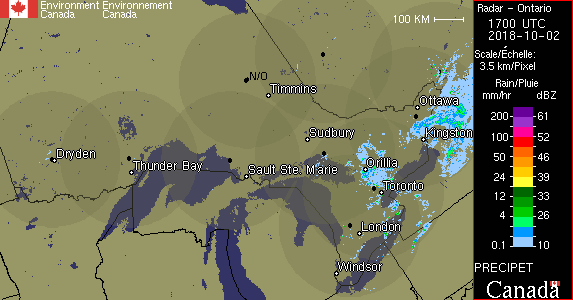 Environment Environnement
Canada Canada
100 KM
N/O
Timmins
Ottawa
Sudbury
Kingston
Dryden
Thunder Bay
Sault Ste. Marie
Orillia
Toronto
London
Windsor
Radar - Ontario
1700 UTC
2018-10-02
Scale/Échelle:
3.5 km/Pixel
Rain/Pluie
mm/hr dBZ
200 61
100 52
50 46
24 39
12 33
4 26
0.1 10
PRECIPET
Canada